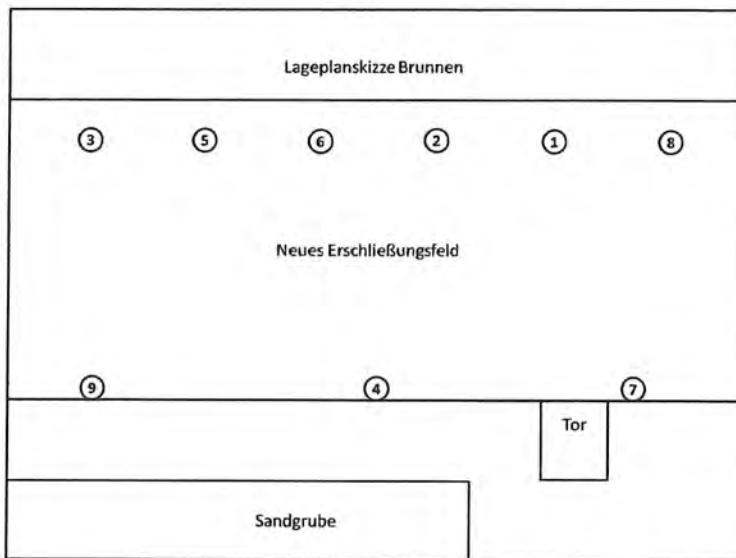 Lageplanskizze Brunnen
3 5 6 2 1 8
Neues Erschließungsfeld
9 4 7
Tor
Sandgrube